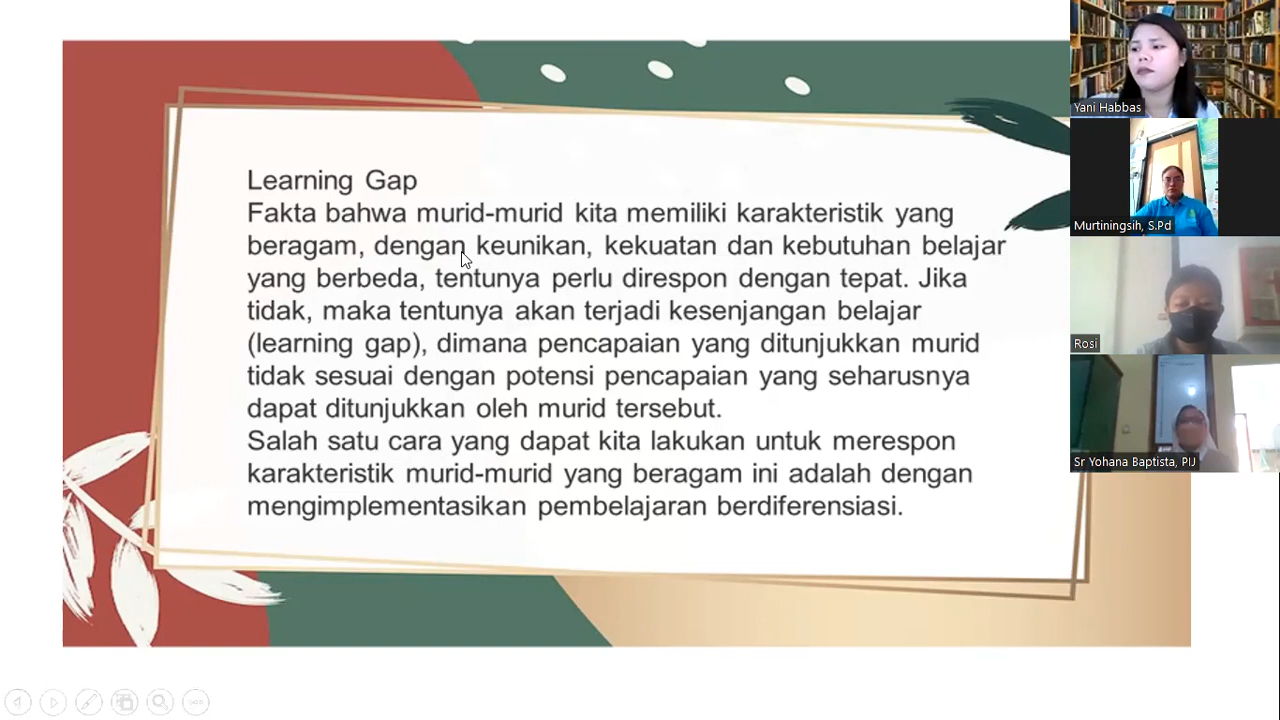 Learning Gap
Fakta bahwa murid-murid kita memiliki karakteristik yang
beragam, dengan keunikan, kekuatan dan kebutuhan belajar
yang berbeda, tentunya perlu direspon dengan tepat. Jika
tidak, maka tentunya akan terjadi kesenjangan belajar
(learning gap), dimana pencapaian yang ditunjukkan murid
tidak sesuai dengan potensi pencapaian yang seharusnya
dapat ditunjukkan oleh murid tersebut.
Salah satu cara yang dapat kita lakukan untuk merespon
karakteristik murid-murid yang beragam ini adalah dengan
mengimplementasikan pembelajaran berdiferensiasi.
Yani Habbas
Murtiningsih, S.Pd
Rosi
Sr Yohana Baptista, PIJ